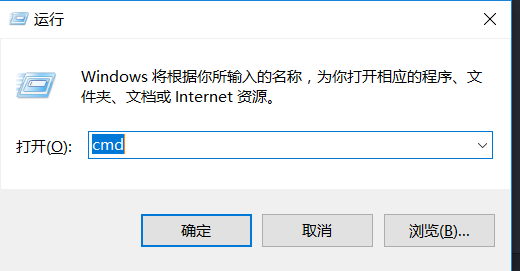 运行
Windows 将根据你所输入的名称，为你打开相应的程序、文
件夹、文档或 Internet 资源。
打开(O): cmd
确定 取消 浏览(B)...